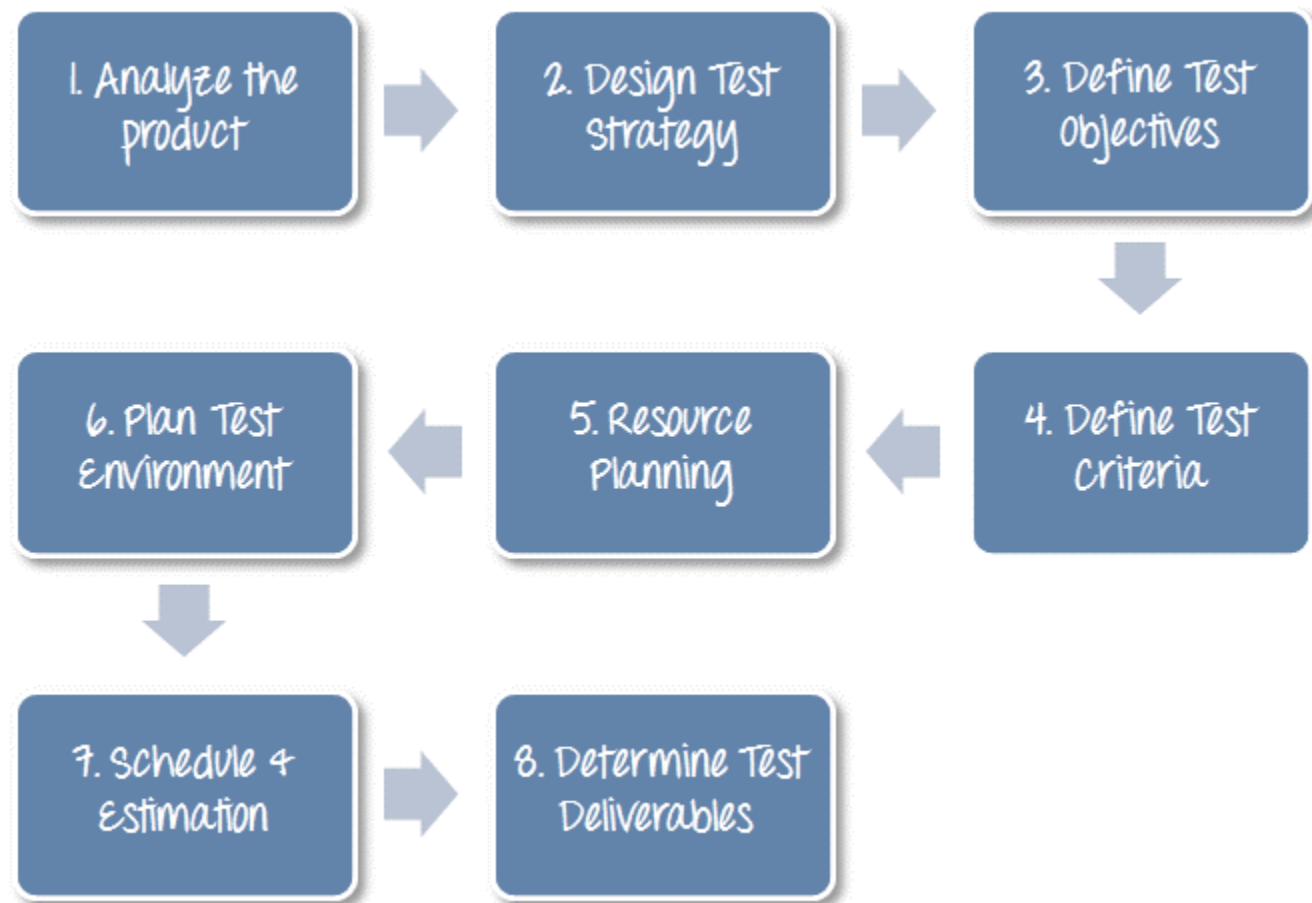 1. Analyze the
product
2. Design Test
Strategy
3. Define Test
Objectives
4. Define Test
Criteria
5. Resource
Planning
6. Plan Test
Environment
7. Schedule &
Estimation
8. Determine Test
Deliverables